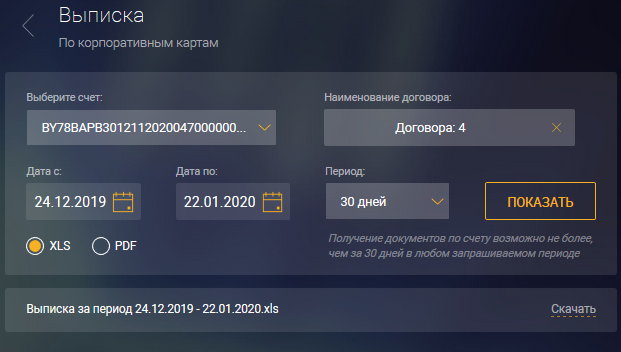 Выписка
По корпоративным картам
Выберите счет:
Наименование договора:
BY78BAPB3012112020047000000...
Договора: 4
Дата с:
Дата по:
Период:
24.12.2019
22.01.2020
30 дней
ПОКАЗАТЬ
XLS
PDF
Получение документов по счету возможно не более,
чем за 30 дней в любом запрашиваемом периоде
Выписка за период 24.12.2019 - 22.01.2020.xls
Скачать